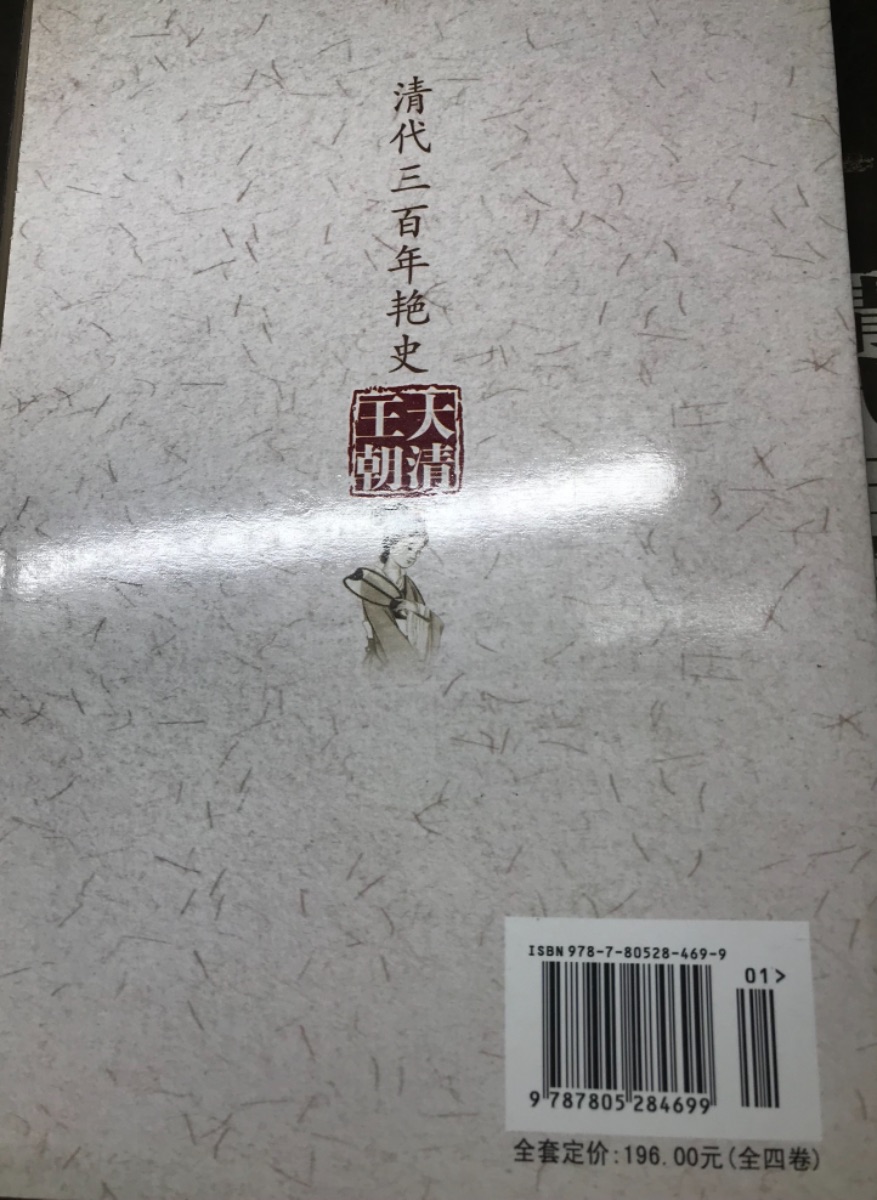 清代三百年艳史
大清
王朝
ISBN 978-7-80528-469-9
01>
9 787805 284699
全套定价:196.00元(全四卷)